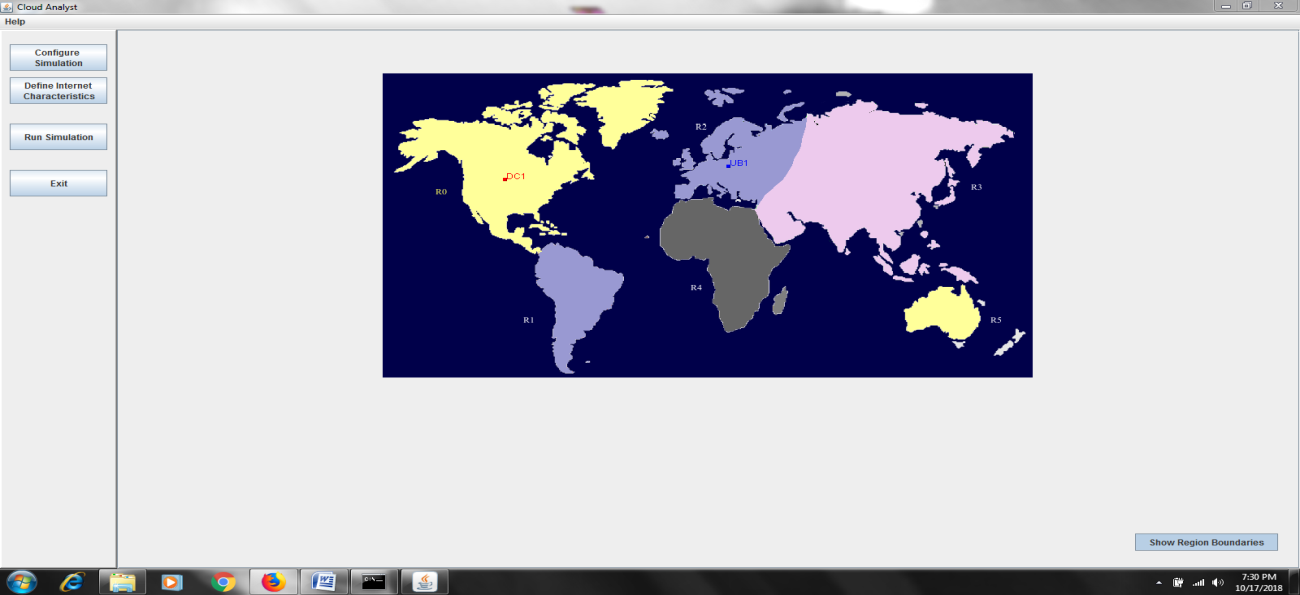 Cloud Analyst
Help
Configure
Simulation
Define Internet
Characteristics
Run Simulation
Exit
R2
UB1
DC1
R0
R3
R4
R1
R5
Show Region Boundaries
7:30 PM
10/17/2018